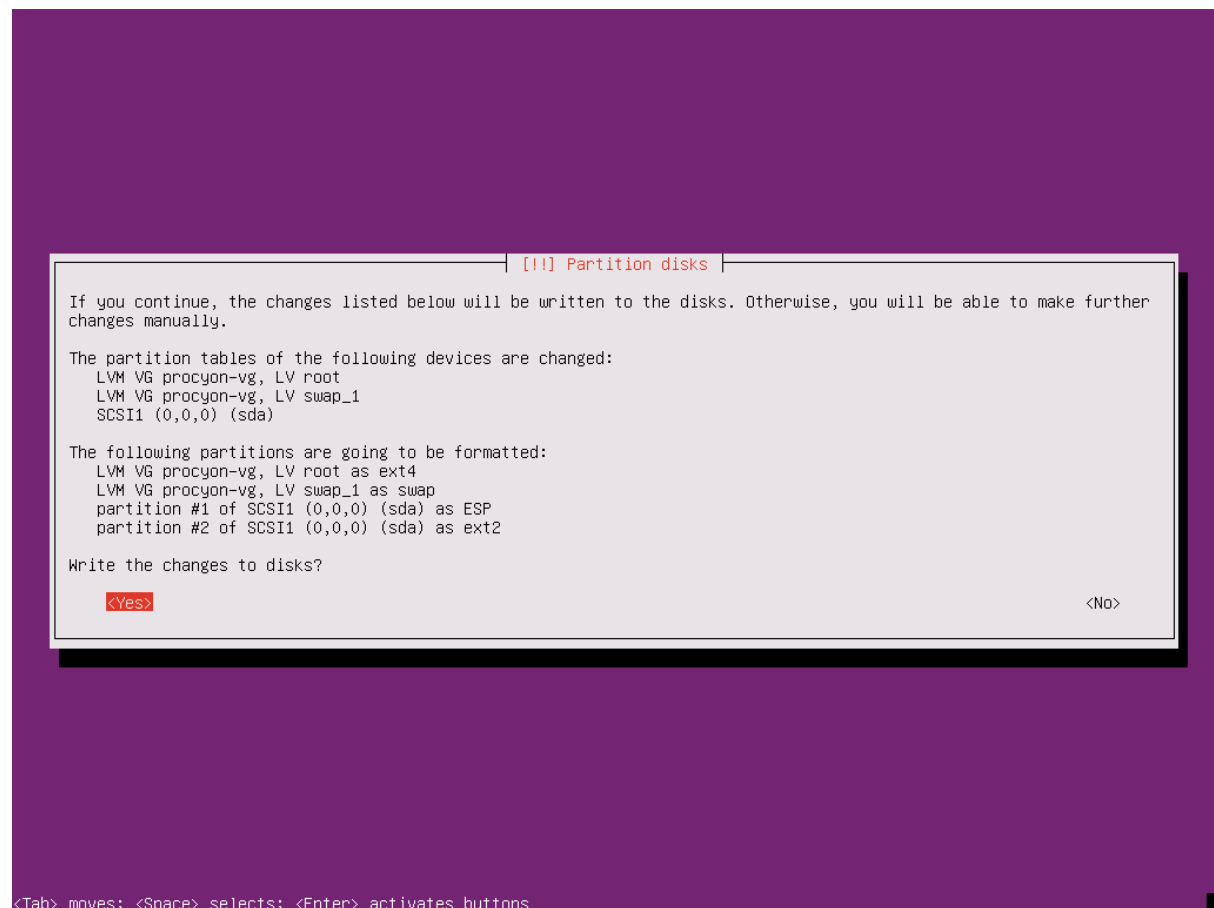 [!!] Partition disks
If you continue, the changes listed below will be written to the disks. Otherwise, you will be able to make further
changes manually.
The partition tables of the following devices are changed:
LVM VG procyon-vg, LV root
LVM VG procyon-vg, LV swap_1
SCSI1 (0,0,0) (sda)
The following partitions are going to be formatted:
LVM VG procyon-vg, LV root as ext4
LVM VG procyon-vg, LV swap_1 as swap
partition #1 of SCSI1 (0,0,0) (sda) as ESP
partition #2 of SCSI1 (0,0,0) (sda) as ext2
Write the changes to disks?
<Yes> <No>
<Tab> moves; <Space> selects; <Enter> activates buttons